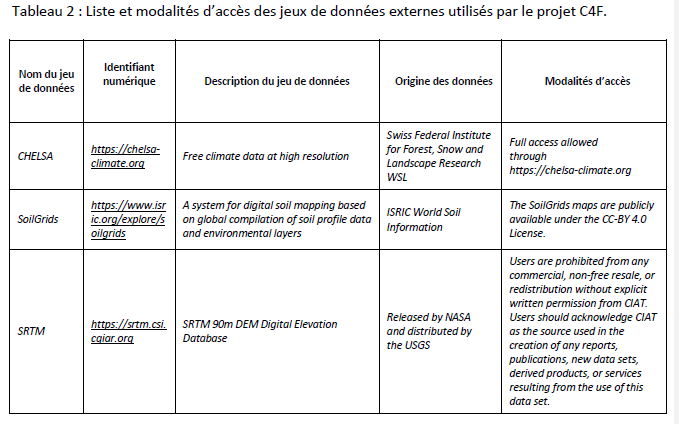 Tableau 2 : Liste et modalités d’accès des jeux de données externes utilisés par le projet C4F.
Nom du jeu
de données
Identifiant
numérique
Description du jeu de données
Origine des données
Modalités d’accès
CHELSA
https://chelsa-
climate.org
Free climate data at high resolution
Swiss Federal Institute
for Forest, Snow and
Landscape Research
WSL
Full access allowed
through
https://chelsa-climate.org
SoilGrids
https://www.isr
ic.org/explore/s
oilgrids
A system for digital soil mapping based
on global compilation of soil profile data
and environmental layers
ISRIC World Soil
Information
The SoilGrids maps are publicly
available under the CC-BY 4.0
License.
SRTM
https://srtm.csi.
cgiar.org
SRTM 90m DEM Digital Elevation
Database
Released by NASA
and distributed by
the USGS
Users are prohibited from any
commercial, non-free resale, or
redistribution without explicit
written permission from CIAT.
Users should acknowledge CIAT
as the source used in the
creation of any reports,
publications, new data sets,
derived products, or services
resulting from the use of this
data set.